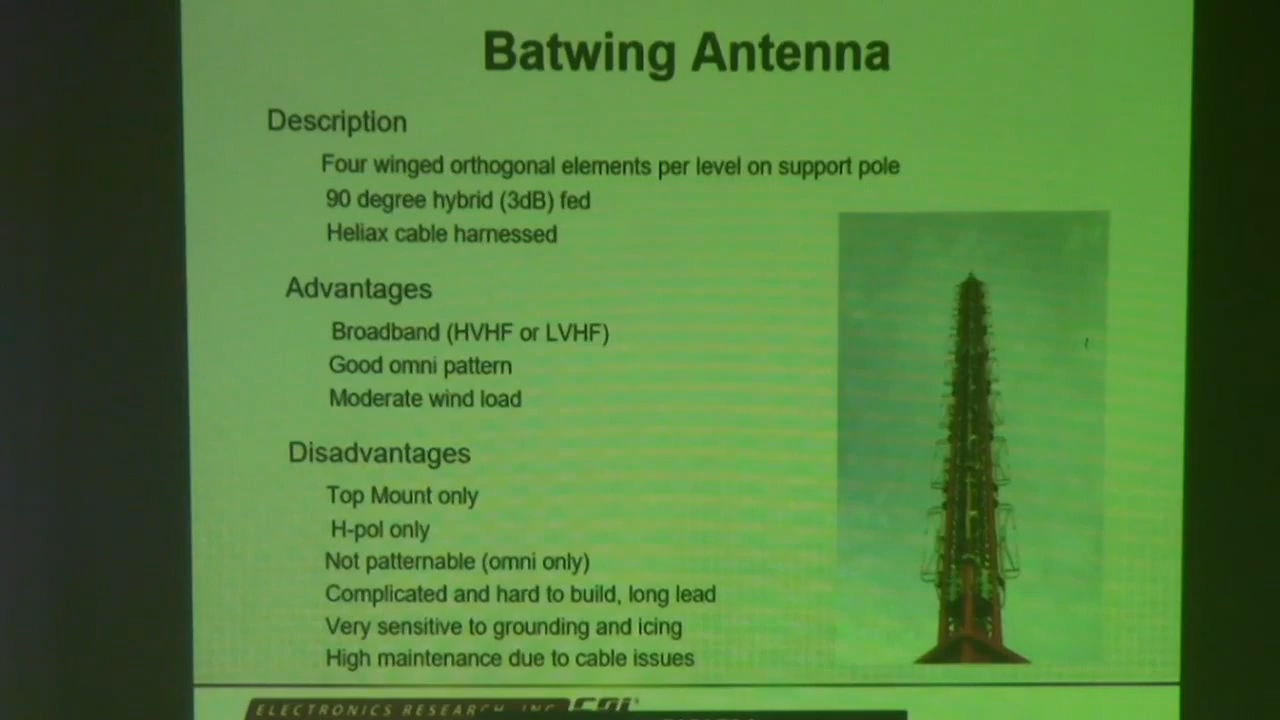 Batwing Antenna
Description
Four winged orthogonal elements per level on support pole
90 degree hybrid (3dB) fed
Heliax cable harnessed
Advantages
Broadband (HVHF or LVHF)
Good omni pattern
Moderate wind load
Disadvantages
Top Mount only
H-pol only
Not patternable (omni only)
Complicated and hard to build, long lead
Very sensitive to grounding and icing
High maintenance due to cable issues
ELECTRONICS RESEARCH, INC.